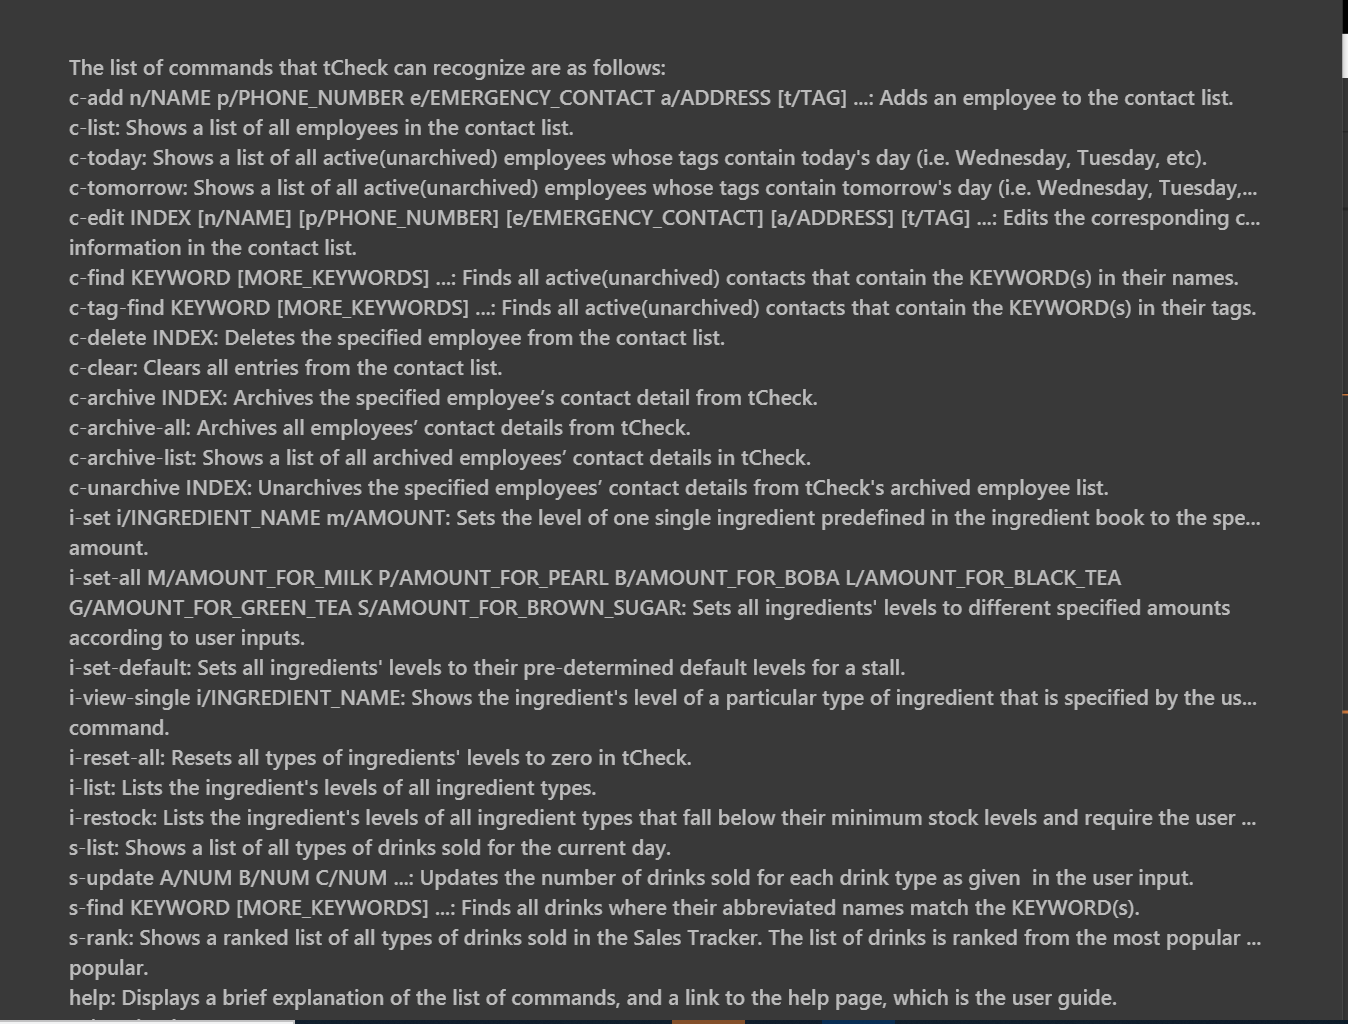 The list of commands that tCheck can recognize are as follows:
c-add n/NAME p/PHONE_NUMBER e/EMERGENCY_CONTACT a/ADDRESS [t/TAG] ...: Adds an employee to the contact list.
c-list: Shows a list of all employees in the contact list.
c-today: Shows a list of all active(unarchived) employees whose tags contain today's day (i.e. Wednesday, Tuesday, etc).
c-tomorrow: Shows a list of all active(unarchived) employees whose tags contain tomorrow's day (i.e. Wednesday, Tuesday,...
c-edit INDEX [n/NAME] [p/PHONE_NUMBER] [e/EMERGENCY_CONTACT] [a/ADDRESS] [t/TAG] ...: Edits the corresponding c...
information in the contact list.
c-find KEYWORD [MORE_KEYWORDS] ...: Finds all active(unarchived) contacts that contain the KEYWORD(s) in their names.
c-tag-find KEYWORD [MORE_KEYWORDS] ...: Finds all active(unarchived) contacts that contain the KEYWORD(s) in their tags.
c-delete INDEX: Deletes the specified employee from the contact list.
c-clear: Clears all entries from the contact list.
c-archive INDEX: Archives the specified employee’s contact detail from tCheck.
c-archive-all: Archives all employees’ contact details from tCheck.
c-archive-list: Shows a list of all archived employees’ contact details in tCheck.
c-unarchive INDEX: Unarchives the specified employees’ contact details from tCheck's archived employee list.
i-set i/INGREDIENT_NAME m/AMOUNT: Sets the level of one single ingredient predefined in the ingredient book to the spe...
amount.
i-set-all M/AMOUNT_FOR_MILK P/AMOUNT_FOR_PEARL B/AMOUNT_FOR_BOBA L/AMOUNT_FOR_BLACK_TEA
G/AMOUNT_FOR_GREEN_TEA S/AMOUNT_FOR_BROWN_SUGAR: Sets all ingredients' levels to different specified amounts
according to user inputs.
i-set-default: Sets all ingredients' levels to their pre-determined default levels for a stall.
i-view-single i/INGREDIENT_NAME: Shows the ingredient's level of a particular type of ingredient that is specified by the us...
command.
i-reset-all: Resets all types of ingredients' levels to zero in tCheck.
i-list: Lists the ingredient's levels of all ingredient types.
i-restock: Lists the ingredient's levels of all ingredient types that fall below their minimum stock levels and require the user ...
s-list: Shows a list of all types of drinks sold for the current day.
s-update A/NUM B/NUM C/NUM ...: Updates the number of drinks sold for each drink type as given  in the user input.
s-find KEYWORD [MORE_KEYWORDS] ...: Finds all drinks where their abbreviated names match the KEYWORD(s).
s-rank: Shows a ranked list of all types of drinks sold in the Sales Tracker. The list of drinks is ranked from the most popular ...
popular.
help: Displays a brief explanation of the list of commands, and a link to the help page, which is the user guide.